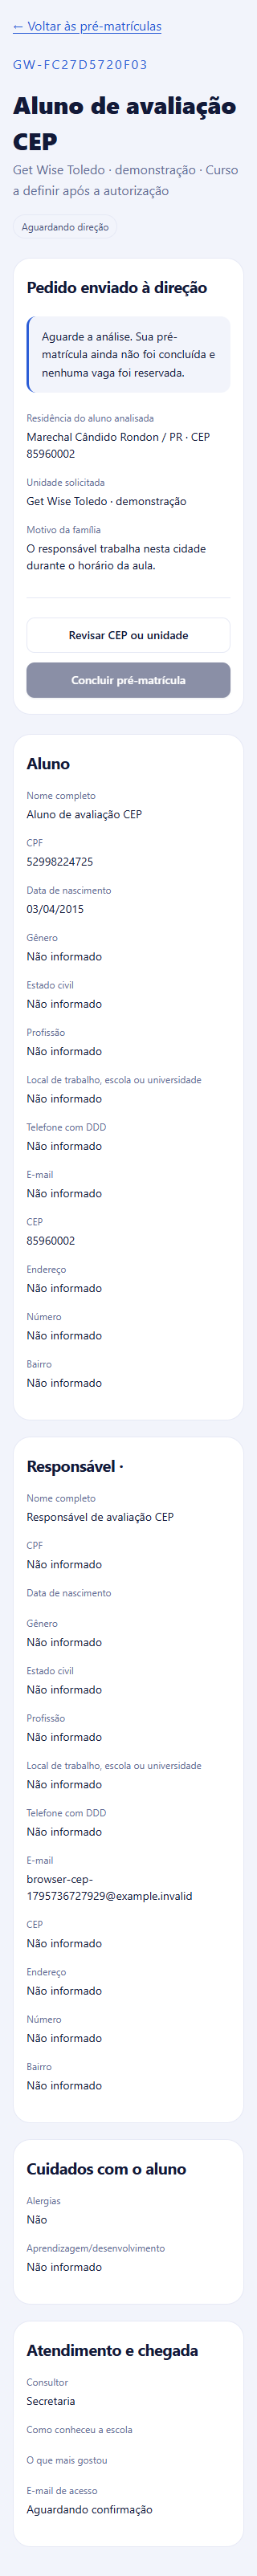 ← Voltar às pré-matrículas
GW-FC27D5720F03
Aluno de avaliação
CEP
Get Wise Toledo · demonstração · Curso
a definir após a autorização
Aguardando direção
Pedido enviado à direção
Aguarde a análise. Sua pré-
matrícula ainda não foi concluída e
nenhuma vaga foi reservada.
Residência do aluno analisada
Marechal Cândido Rondon / PR · CEP
85960002
Unidade solicitada
Get Wise Toledo · demonstração
Motivo da família
O responsável trabalha nesta cidade
durante o horário da aula.
Revisar CEP ou unidade
Concluir pré-matrícula
Aluno
Nome completo
Aluno de avaliação CEP
CPF
52998224725
Data de nascimento
03/04/2015
Gênero
Não informado
Estado civil
Não informado
Profissão
Não informado
Local de trabalho, escola ou universidade
Não informado
Telefone com DDD
Não informado
E-mail
Não informado
CEP
85960002
Endereço
Não informado
Número
Não informado
Bairro
Não informado
Responsável ·
Nome completo
Responsável de avaliação CEP
CPF
Não informado
Data de nascimento
Gênero
Não informado
Estado civil
Não informado
Profissão
Não informado
Local de trabalho, escola ou universidade
Não informado
Telefone com DDD
Não informado
E-mail
browser-cep-
1795736727929@example.invalid
CEP
Não informado
Endereço
Não informado
Número
Não informado
Bairro
Não informado
Cuidados com o aluno
Alergias
Não
Aprendizagem/desenvolvimento
Não informado
Atendimento e chegada
Consultor
Secretaria
Como conheceu a escola
O que mais gostou
E-mail de acesso
Aguardando confirmação